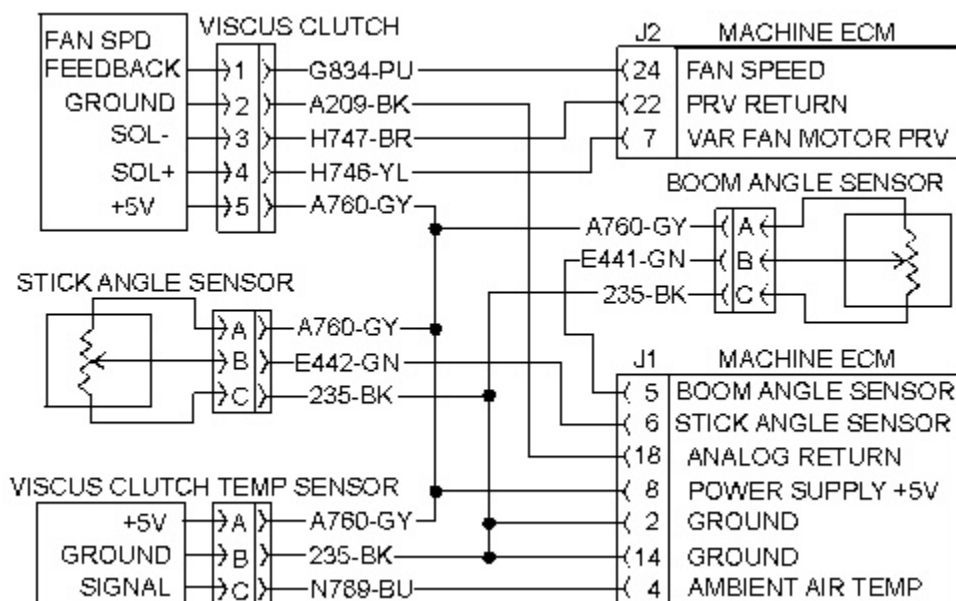 VISCUS CLUTCH
FAN SPD
FEEDBACK 1 G834-PU
GROUND 2 A209-BK
SOL- 3 H747-BR
SOL+ 4 H746-YL
+5V 5 A760-GY
J2 MACHINE ECM
24 FAN SPEED
22 PRV RETURN
7 VAR FAN MOTOR PRV
BOOM ANGLE SENSOR
A760-GY A
E441-GN B
235-BK C
STICK ANGLE SENSOR
A A760-GY
B E442-GN
C 235-BK
J1 MACHINE ECM
5 BOOM ANGLE SENSOR
6 STICK ANGLE SENSOR
18 ANALOG RETURN
8 POWER SUPPLY +5V
2 GROUND
14 GROUND
4 AMBIENT AIR TEMP
VISCUS CLUTCH TEMP SENSOR
+5V A A760-GY
GROUND B 235-BK
SIGNAL C N789-BU